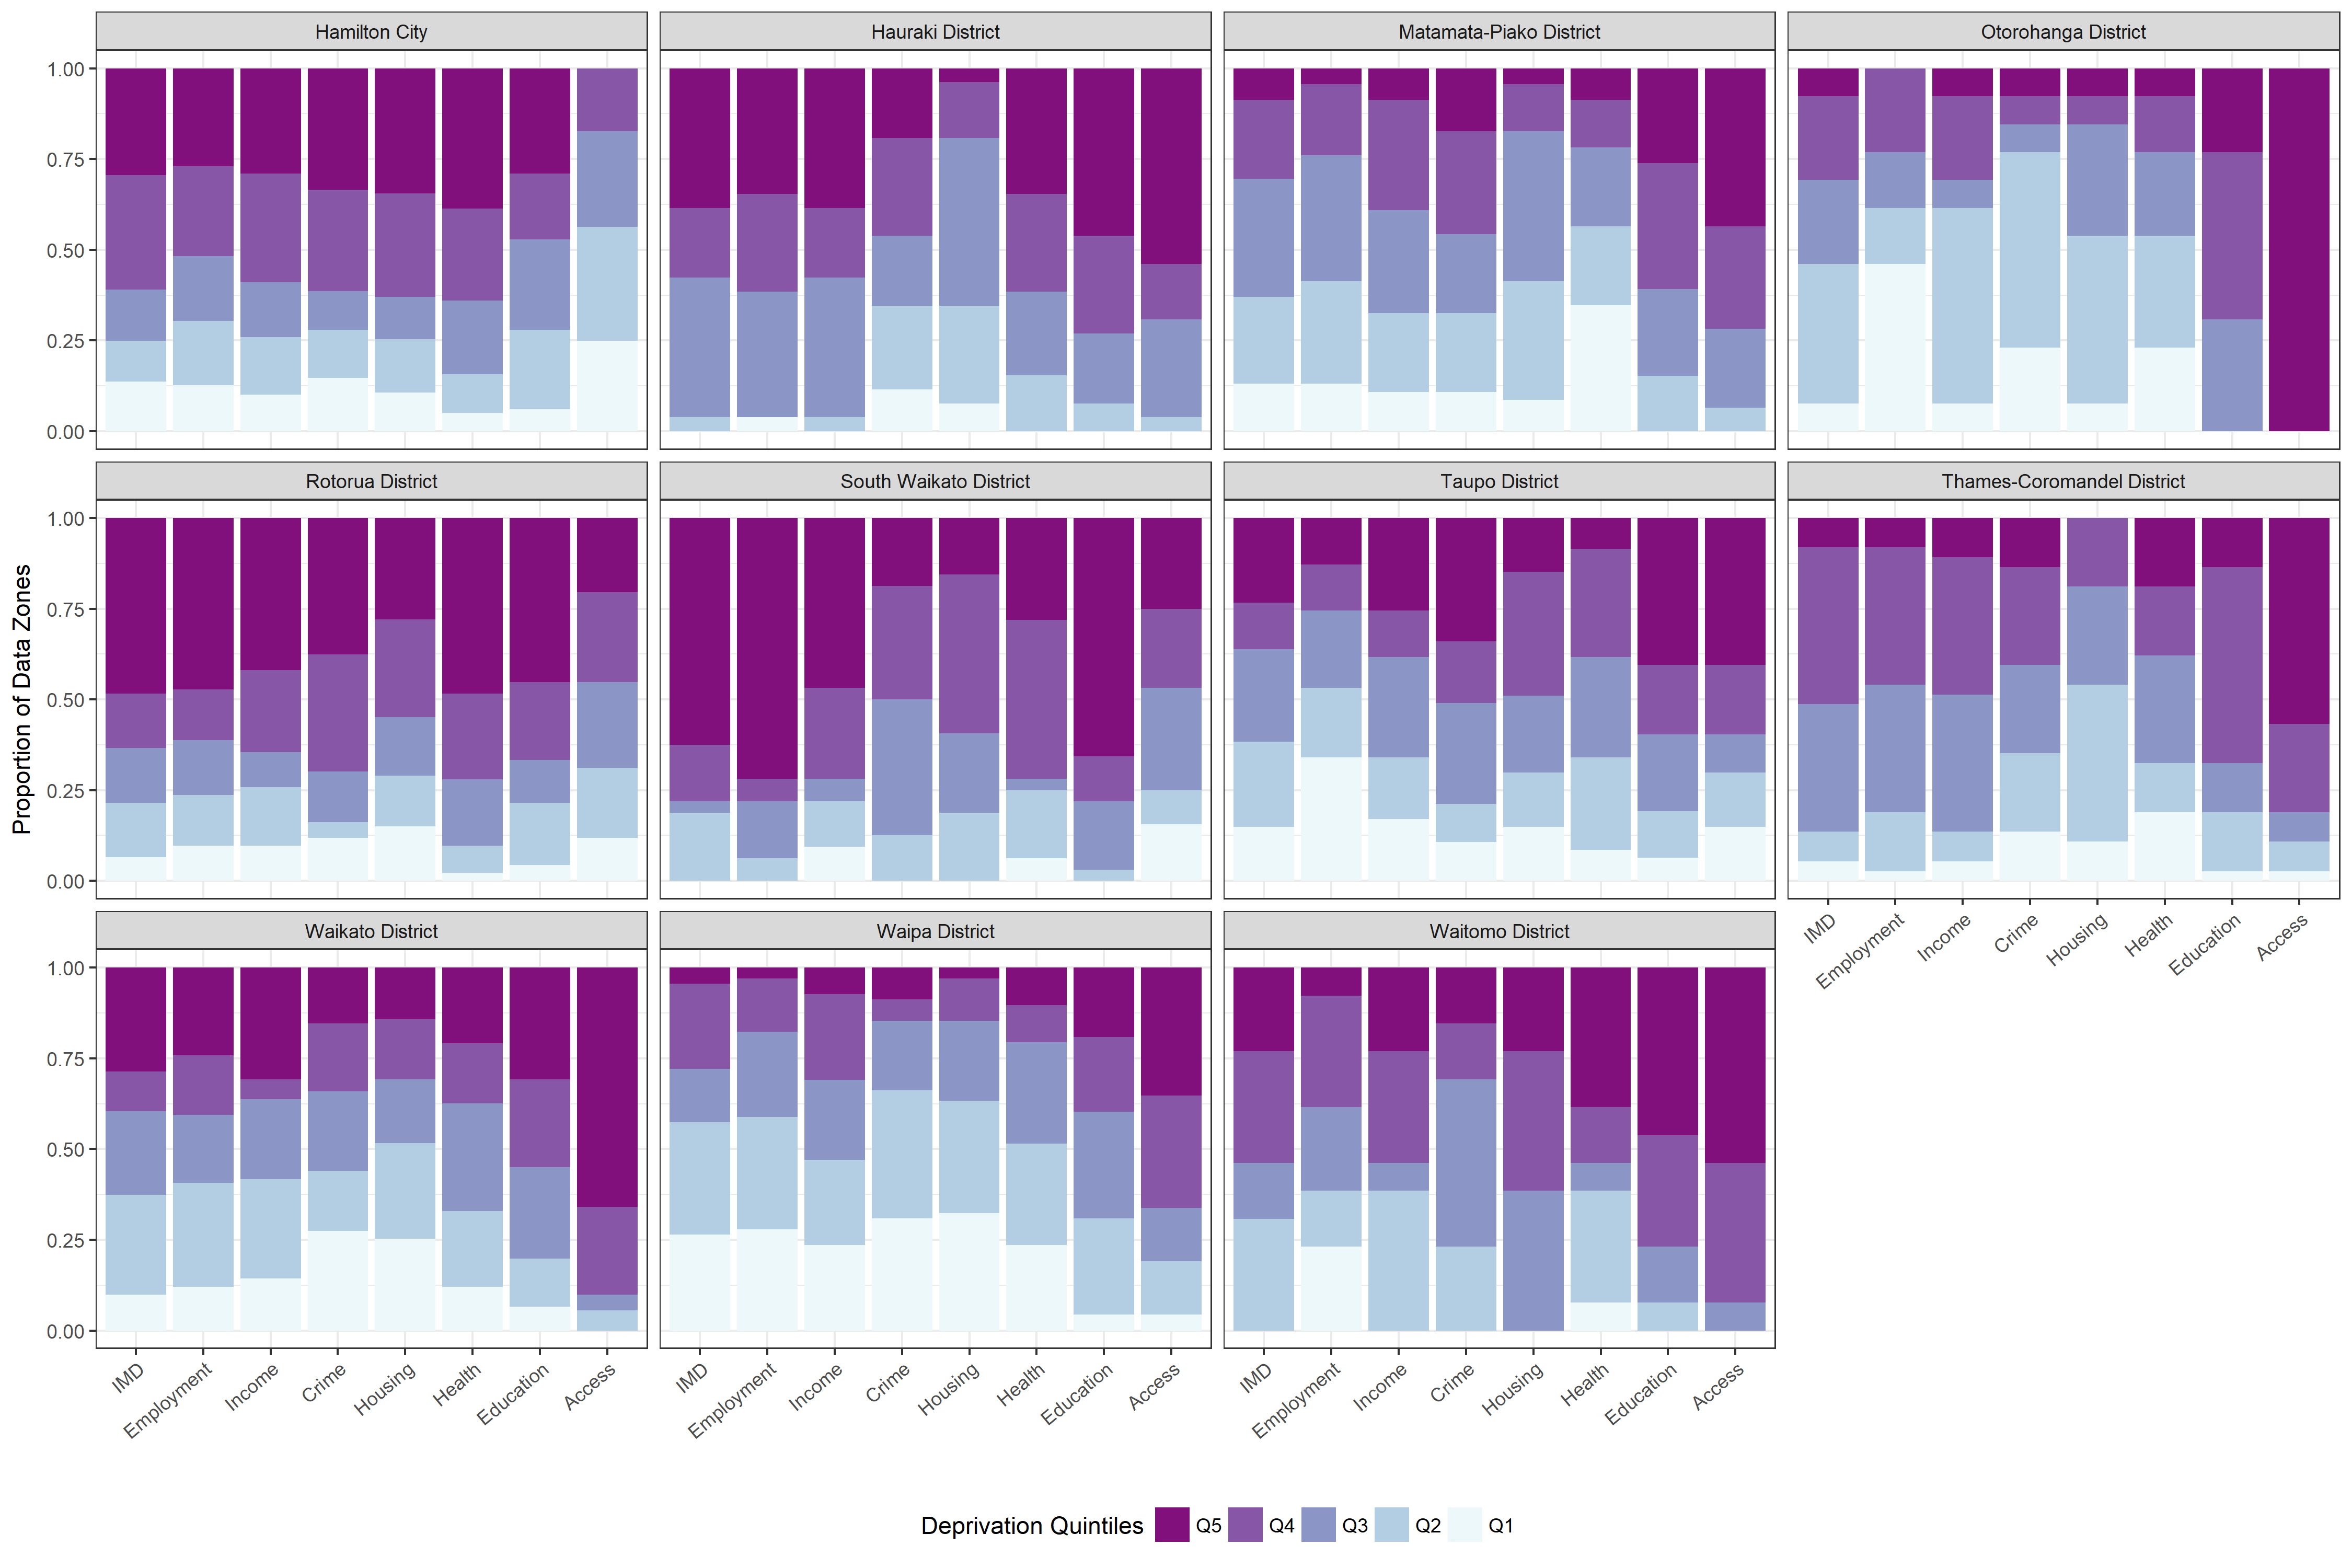 Hamilton City
Hauraki District
Matamata-Piako District
Otorohanga District
1.00
0.75
0.50
0.25
0.00
Rotorua District
South Waikato District
Taupo District
Thames-Coromandel District
1.00
0.75
0.50
0.25
0.00
Proportion of Data Zones
IMD
Employment
Income
Crime
Housing
Health
Education
Access
Waikato District
Waipa District
Waitomo District
1.00
0.75
0.50
0.25
0.00
IMD
Employment
Income
Crime
Housing
Health
Education
Access
IMD
Employment
Income
Crime
Housing
Health
Education
Access
IMD
Employment
Income
Crime
Housing
Health
Education
Access
Deprivation Quintiles Q5 Q4 Q3 Q2 Q1